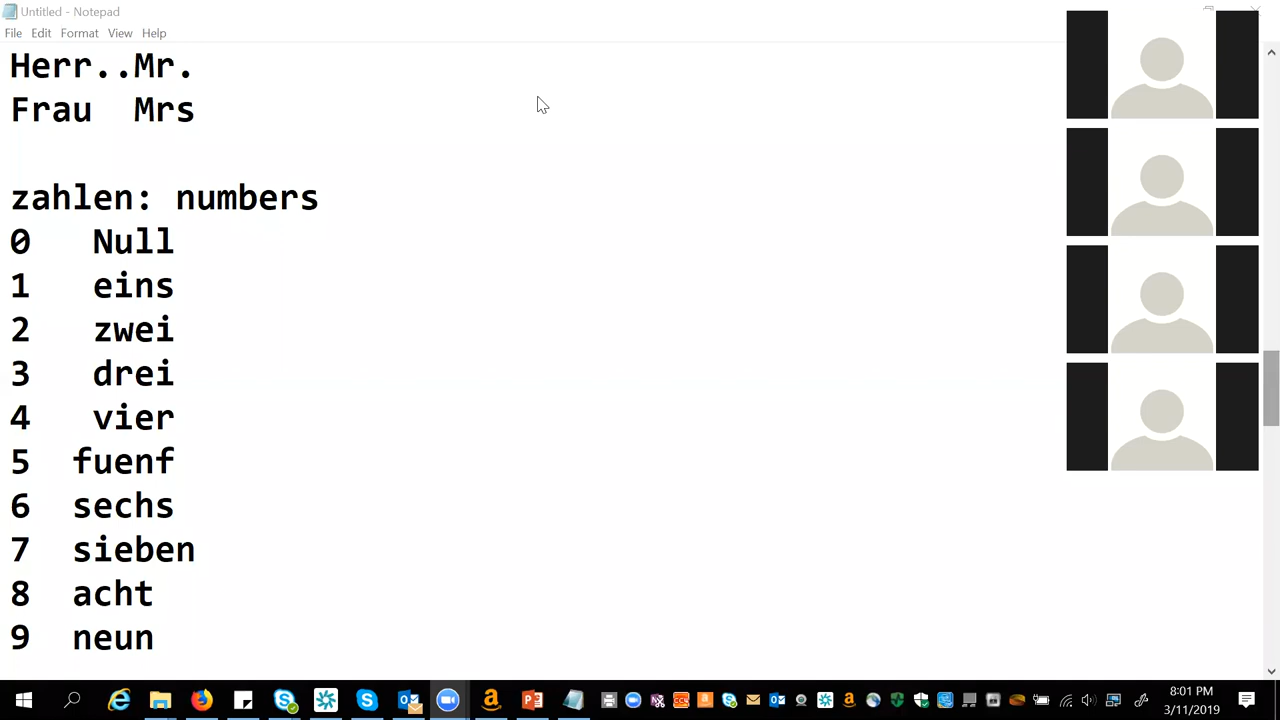 Untitled - Notepad
File Edit Format View Help
Herr..Mr.
Frau Mrs
zahlen: numbers
0 Null
1 eins
2 zwei
3 drei
4 vier
5 fuenf
6 sechs
7 sieben
8 acht
9 neun
8:01 PM
3/11/2019